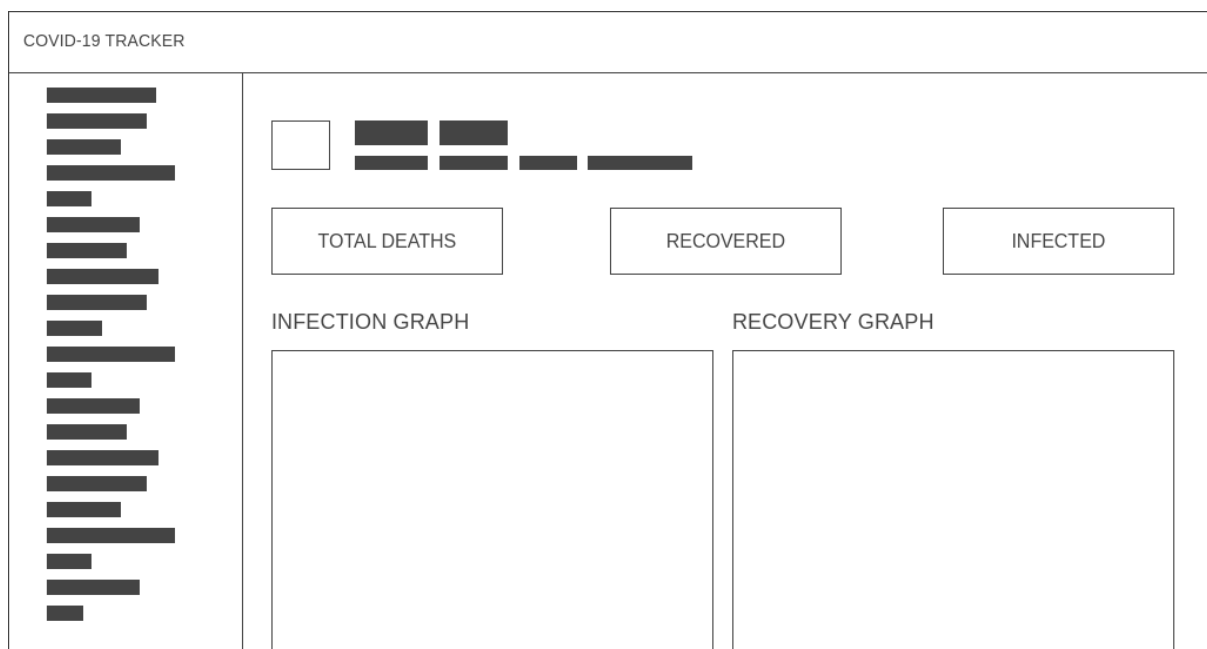 COVID-19 TRACKER
TOTAL DEATHS
RECOVERED
INFECTED
INFECTION GRAPH
RECOVERY GRAPH